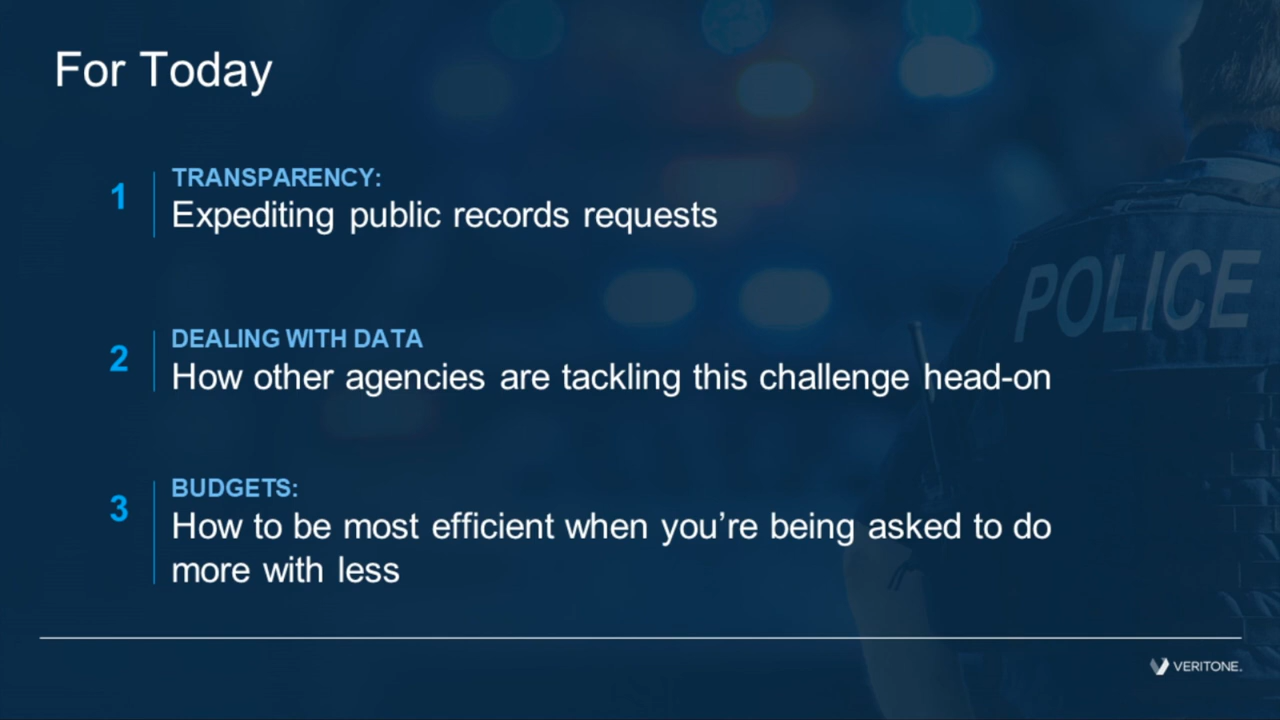 For Today
1
TRANSPARENCY:
Expediting public records requests
2
DEALING WITH DATA
How other agencies are tackling this challenge head-on
3
BUDGETS:
How to be most efficient when you’re being asked to do
more with less
POLICE
VERITONE.